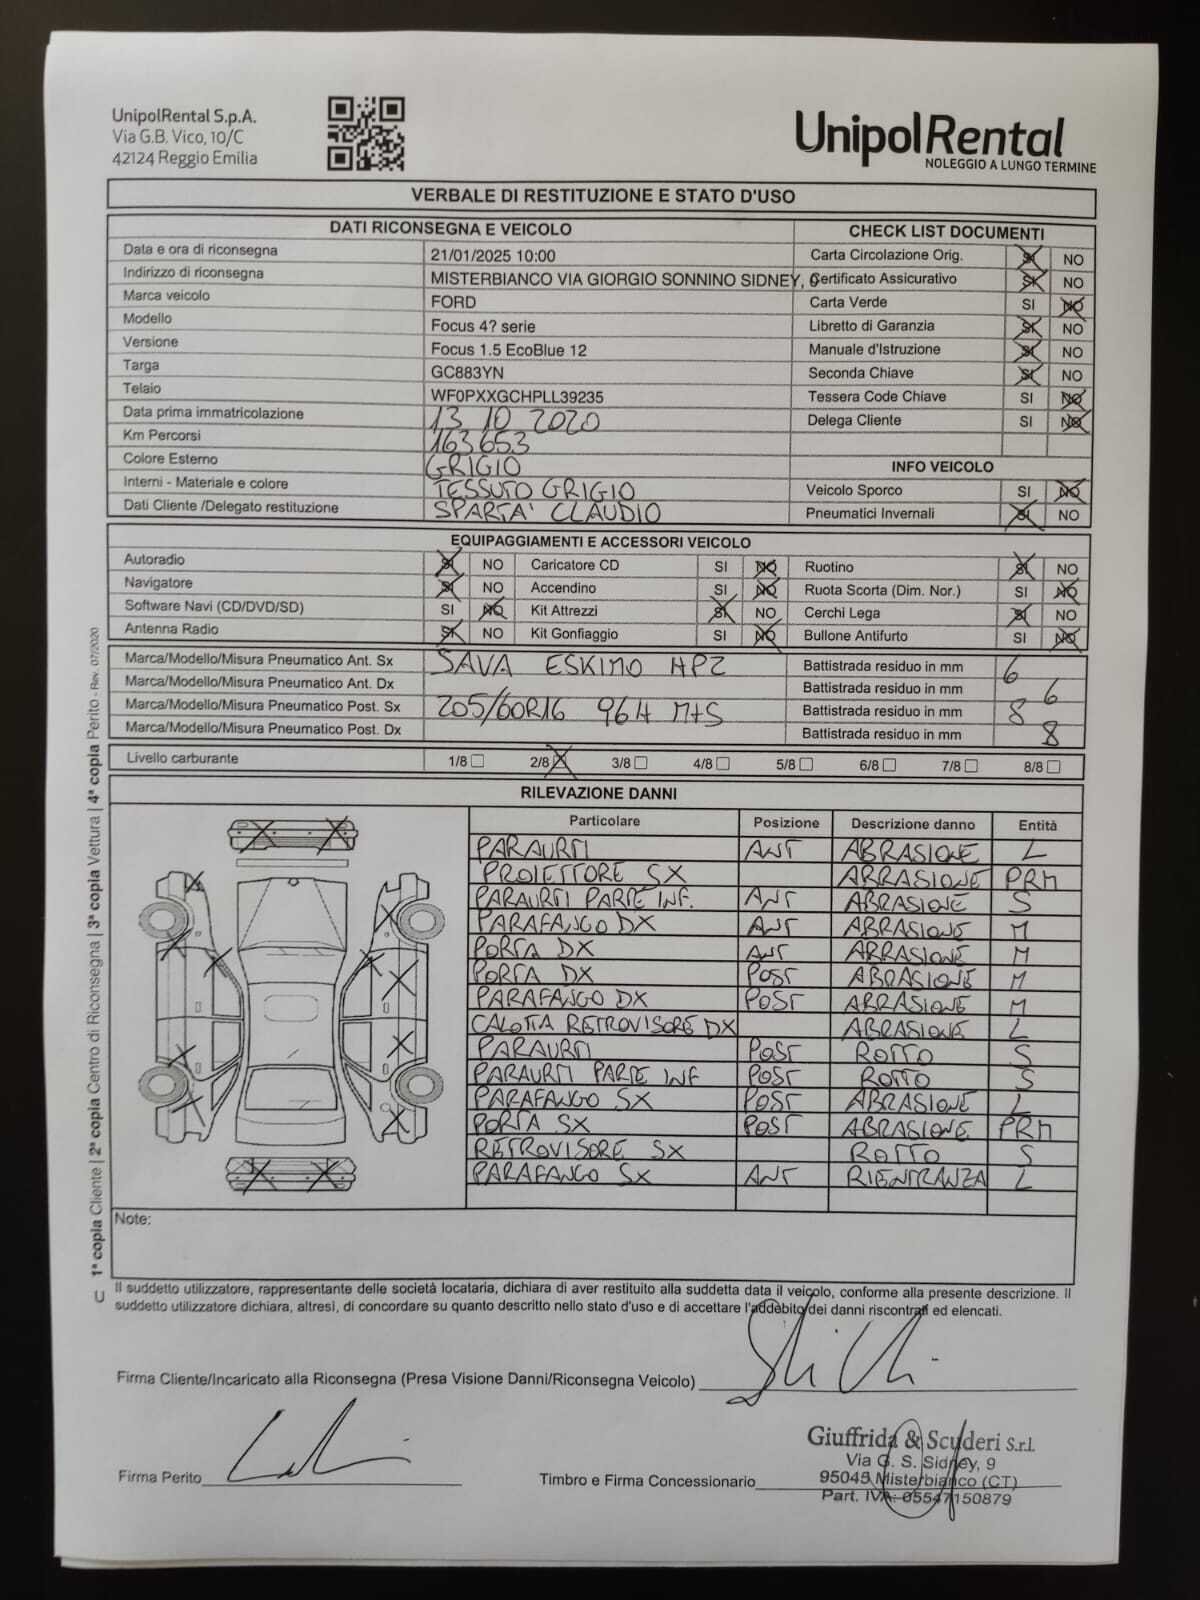 UnipolRental S.p.A.
Via G.B. Vico, 10/C
42124 Reggio Emilia
UnipolRental
NOLEGGIO A LUNGO TERMINE
VERBALE DI RESTITUZIONE E STATO D'USO
DATI RICONSEGNA E VEICOLO
Data e ora di riconsegna 21/01/2025 10:00
Indirizzo di riconsegna MISTERBIANCO VIA GIORGIO SONNINO SIDNEY, 9
Marca veicolo FORD
Modello Focus 4? serie
Versione Focus 1.5 EcoBlue 12
Targa GC883YN
Telaio WF0PXXGCHPLL39235
Data prima immatricolazione 13 10 2020
Km Percorsi 163653
Colore Esterno GRIGIO
Interni - Materiale e colore TESSUTO GRIGIO
Dati Cliente /Delegato restituzione SPARTA' CLAUDIO
CHECK LIST DOCUMENTI
Carta Circolazione Orig. SI NO
Certificato Assicurativo SI NO
Carta Verde SI NO
Libretto di Garanzia SI NO
Manuale d'Istruzione SI NO
Seconda Chiave SI NO
Tessera Code Chiave SI NO
Delega Cliente SI NO
INFO VEICOLO
Veicolo Sporco SI NO
Pneumatici Invernali SI NO
EQUIPAGGIAMENTI E ACCESSORI VEICOLO
Autoradio SI NO Caricatore CD SI NO Ruotino SI NO
Navigatore SI NO Accendino SI NO Ruota Scorta (Dim. Nor.) SI NO
Software Navi (CD/DVD/SD) SI NO Kit Attrezzi SI NO Cerchi Lega SI NO
Antenna Radio SI NO Kit Gonfiaggio SI NO Bullone Antifurto SI NO
Marca/Modello/Misura Pneumatico Ant. Sx SAVA ESKIMO HP2 Battistrada residuo in mm 6
Marca/Modello/Misura Pneumatico Ant. Dx Battistrada residuo in mm 6
Marca/Modello/Misura Pneumatico Post. Sx 205/60R16 96H M+S Battistrada residuo in mm 8
Marca/Modello/Misura Pneumatico Post. Dx Battistrada residuo in mm 8
Livello carburante 1/8 2/8 3/8 4/8 5/8 6/8 7/8 8/8
RILEVAZIONE DANNI
Particolare Posizione Descrizione danno Entità
PARAURTI ANT ABRASIONE L
PROIETTORE SX ABRASIONE PRM
PARAURTI PARTE INF. ANT ABRASIONE S
PARAFANGO DX ANT ABRASIONE M
PORTA DX ANT ABRASIONE M
PORTA DX POST ABRASIONE M
PARAFANGO DX POST ABRASIONE M
CALOTTA RETROVISORE DX ABRASIONE L
PARAURTI POST ROTTO S
PARAURTI PARTE INF POST ROTTO S
PARAFANGO SX POST ABRASIONE L
PORTA SX POST ABRASIONE PRM
RETROVISORE SX ROTTO S
PARAFANGO SX ANT RIENTRANZA L
Note:
Il suddetto utilizzatore, rappresentante delle società locataria, dichiara di aver restituito alla suddetta data il veicolo, conforme alla presente descrizione. Il
suddetto utilizzatore dichiara, altresì, di concordare su quanto descritto nello stato d'uso e di accettare l'addebito dei danni riscontrati ed elencati.
Firma Cliente/Incaricato alla Riconsegna (Presa Visione Danni/Riconsegna Veicolo)
Firma Perito
Timbro e Firma Concessionario
Giuffrida & Scuderi S.r.l.
Via G. S. Sidney, 9
95045 Misterbianco (CT)
Part. IVA: 05547150879
U 1ª copia Cliente | 2ª copia Centro di Riconsegna | 3ª copia Vettura | 4ª copia Perito - Rev. 07/2020